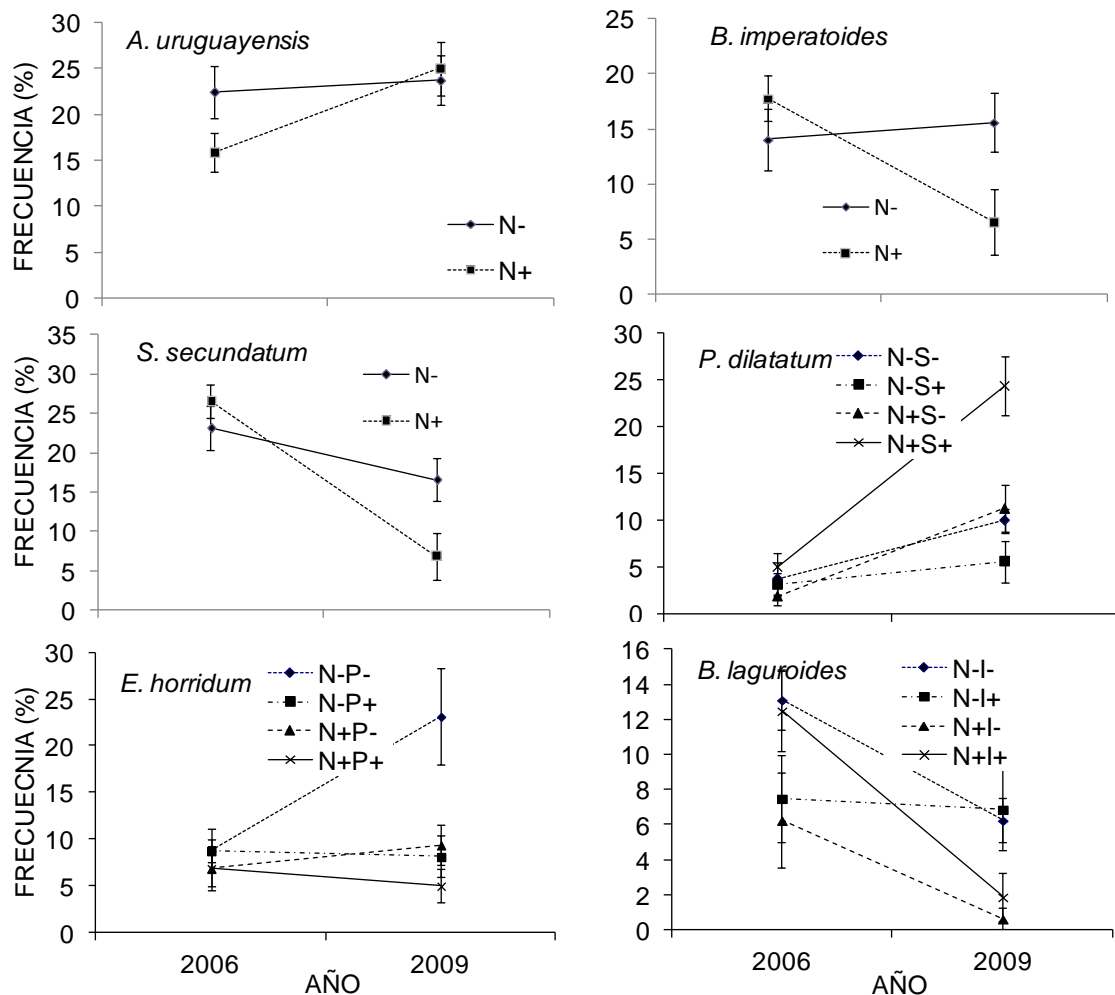 A. uruguayensis
FRECUENCIA (%)
30
25
20
15
10
5
0
N-
N+
B. imperatoides
25
20
15
10
5
0
N-
N+
S. secundatum
FRECUENCIA (%)
35
30
25
20
15
10
5
0
N-
N+
P. dilatatum
30
25
20
15
10
5
0
N-S-
N-S+
N+S-
N+S+
E. horridum
FRECUECNIA (%)
30
25
20
15
10
5
0
N-P-
N-P+
N+P-
N+P+
2006
2009
AÑO
B. laguroides
16
14
12
10
8
6
4
2
0
N-I-
N-I+
N+I-
N+I+
2006
2009
AÑO